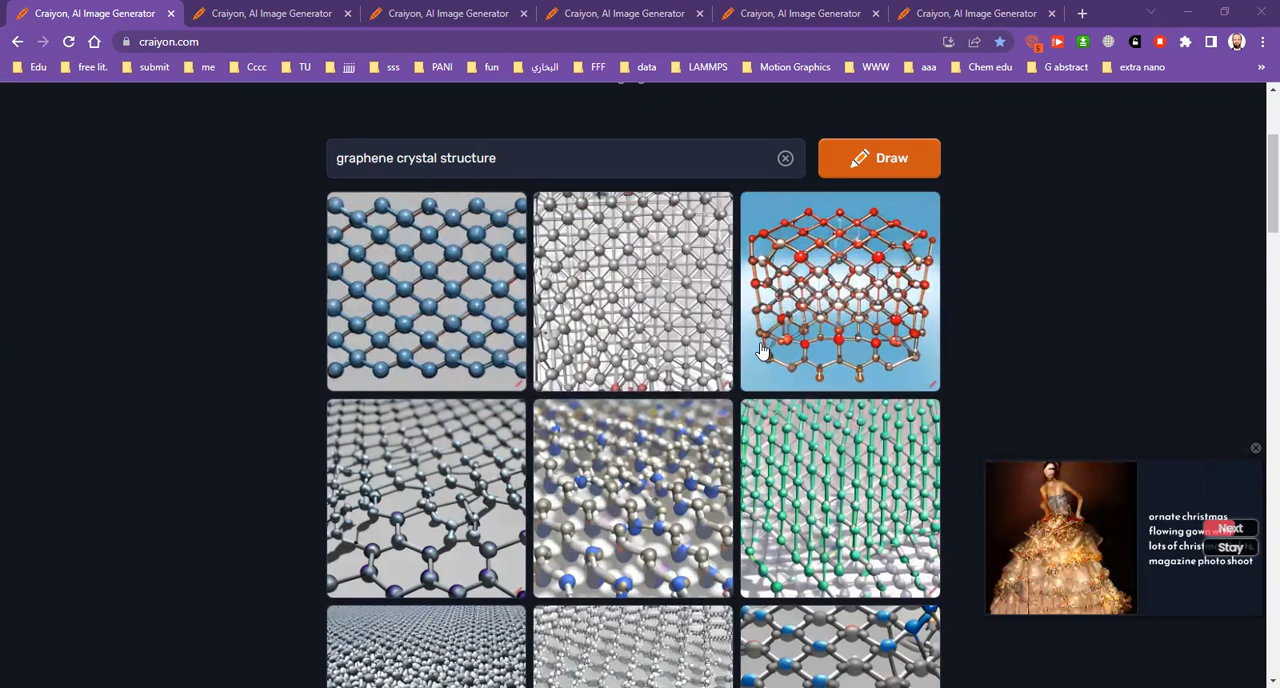 Craiyon, AI Image Generator
Craiyon, AI Image Generator
Craiyon, AI Image Generator
Craiyon, AI Image Generator
Craiyon, AI Image Generator
Craiyon, AI Image Generator
craiyon.com
5
Edu free lit. submit me Cccc TU jjjj sss PANI fun البخاري FFF data LAMMPS Motion Graphics WWW aaa Chem edu G abstract extra nano »
graphene crystal structure
Draw
ornate christmas
flowing gown
lots of
magazine photo shoot
Next
Stay